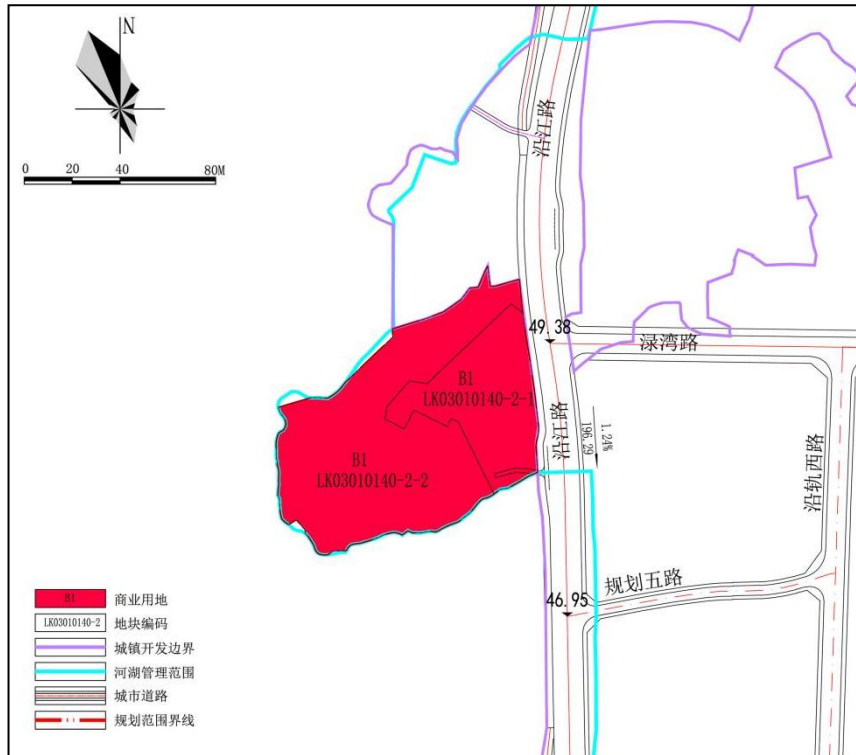 N
0 20 40 80M
沿江路
49.38
渌湾路
B1
LK03010140-2-1
沿江路
1.24%
196.29
沿轨西路
B1
LK03010140-2-2
规划五路
46.95
B1 商业用地
LK03010140-2 地块编码
城镇开发边界
河湖管理范围
城市道路
规划范围界线